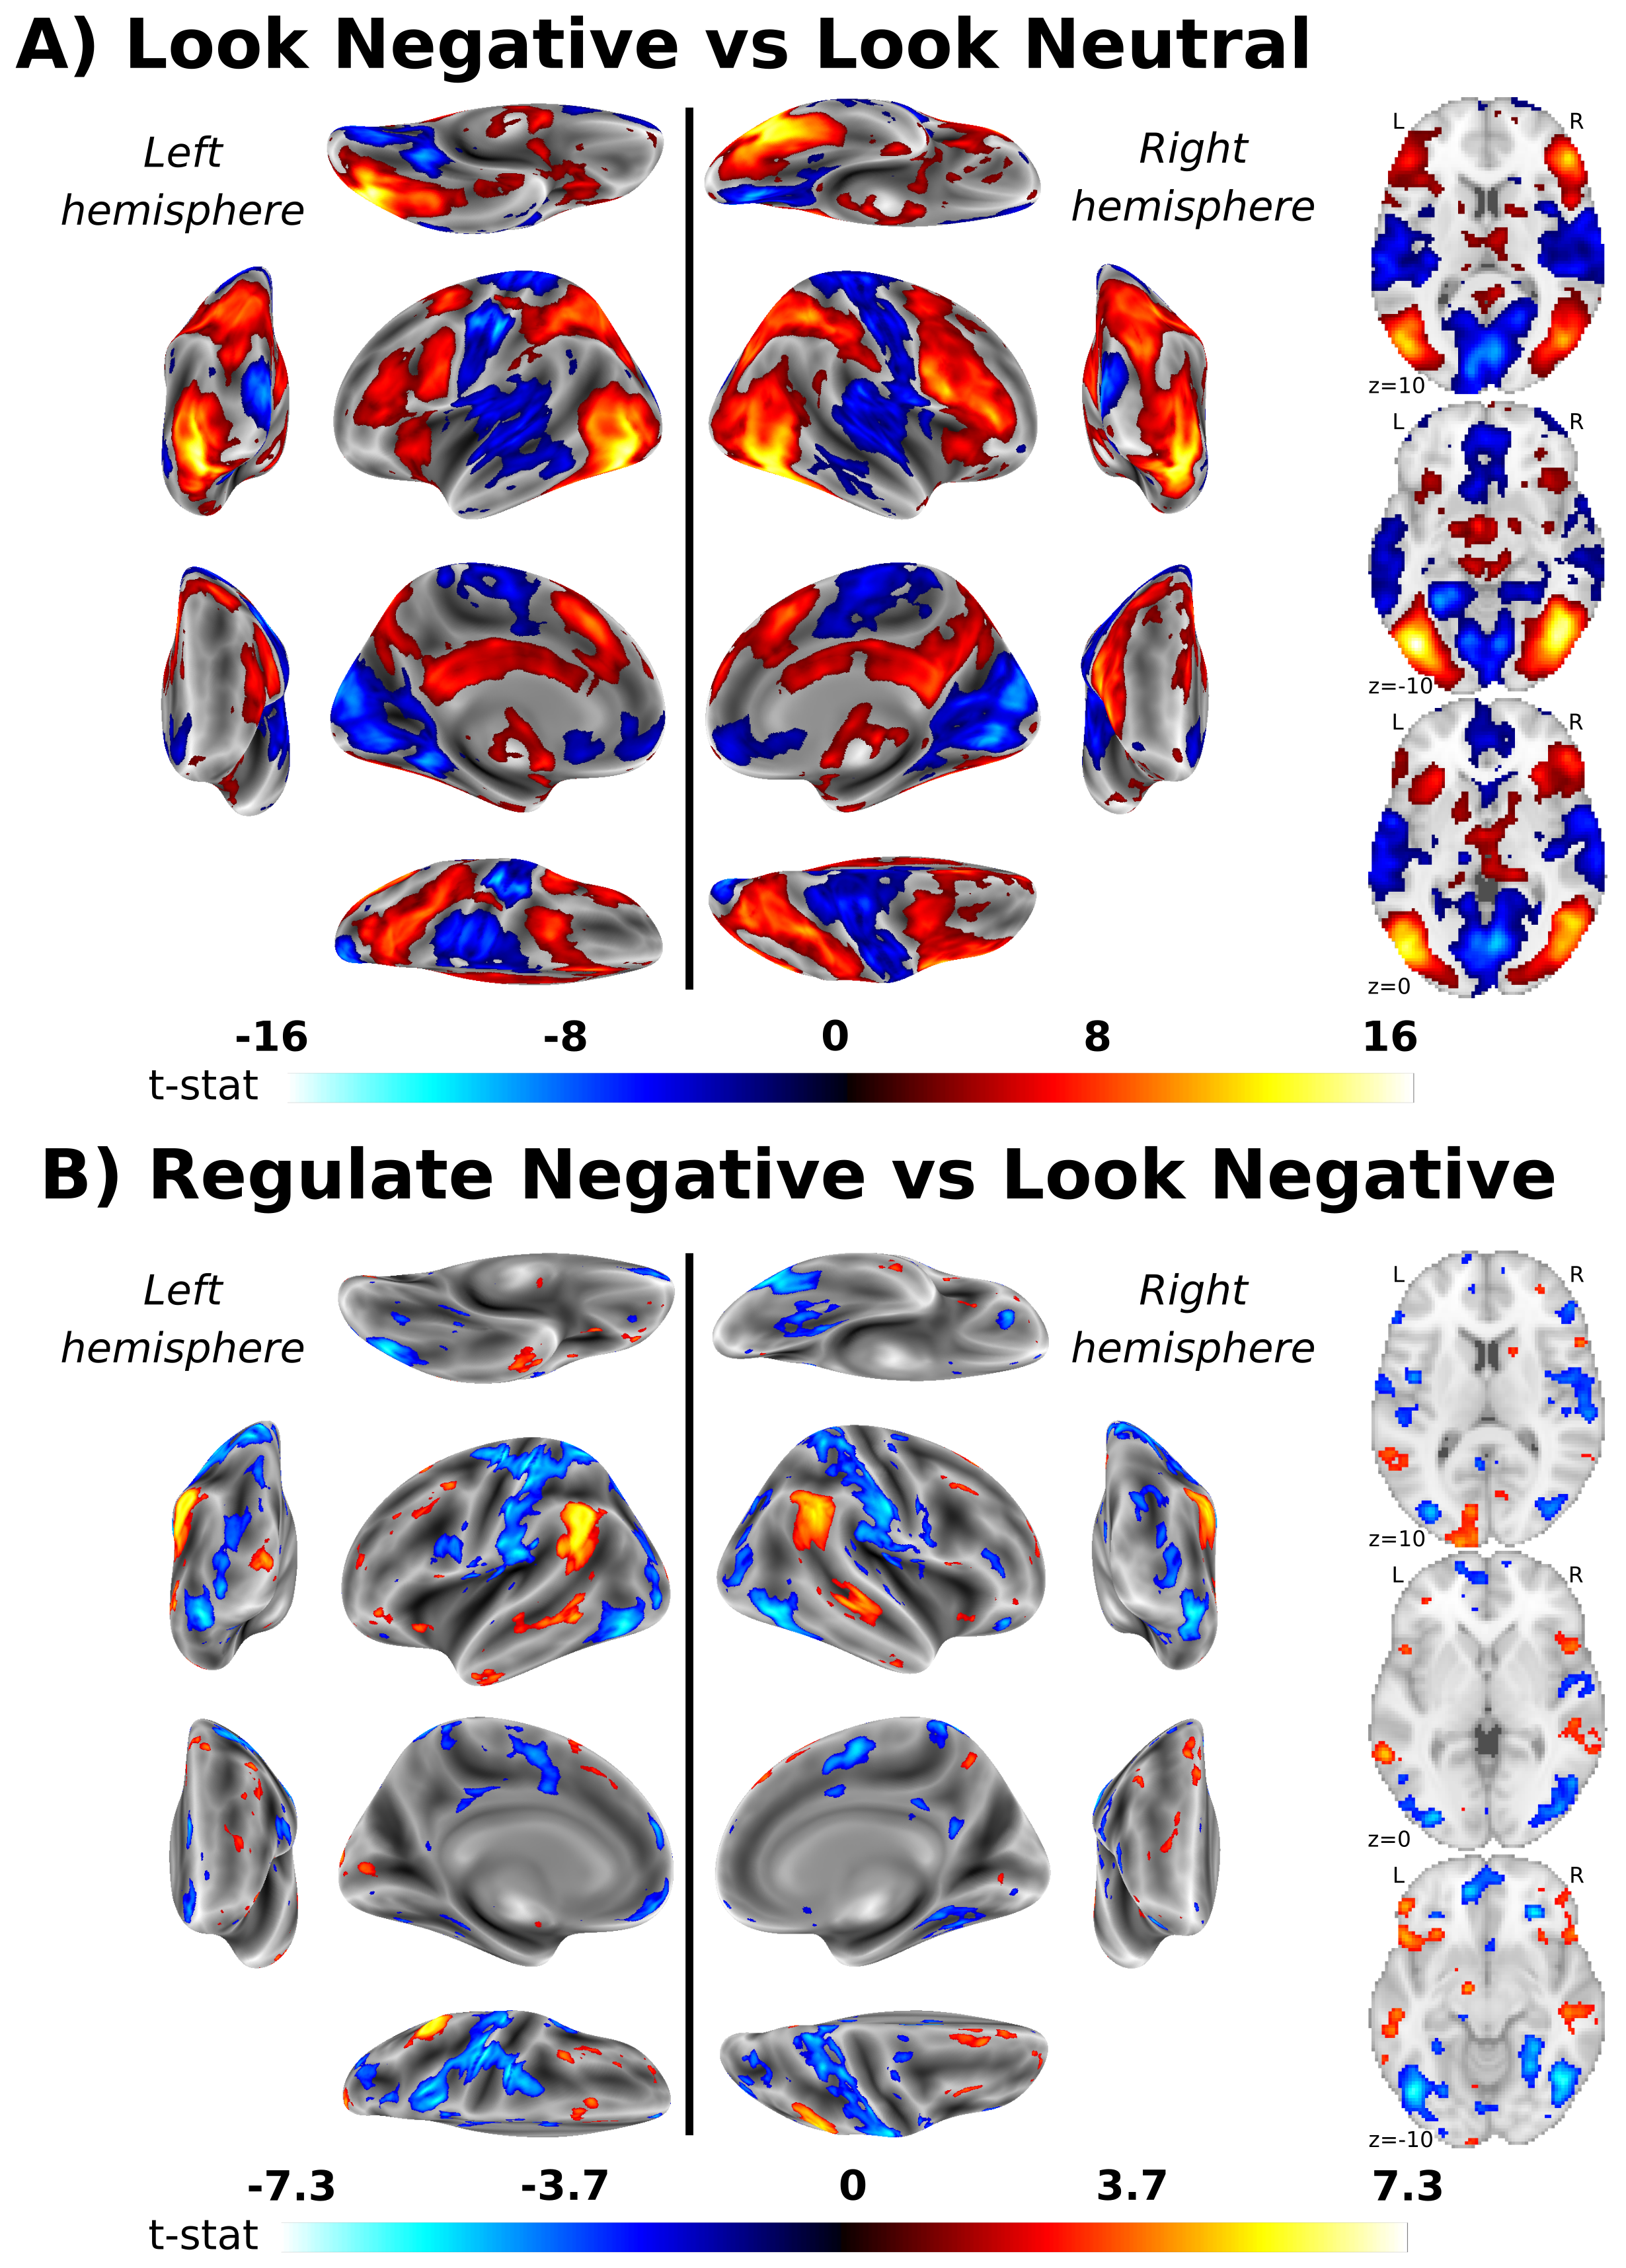 A) Look Negative vs Look Neutral
Left
hemisphere
Right
hemisphere
L R
z=10
L R
z=-10
L R
z=0
-16 -8 0 8 16
t-stat
B) Regulate Negative vs Look Negative
Left
hemisphere
Right
hemisphere
L R
z=10
L R
z=0
L R
z=-10
-7.3 -3.7 0 3.7 7.3
t-stat